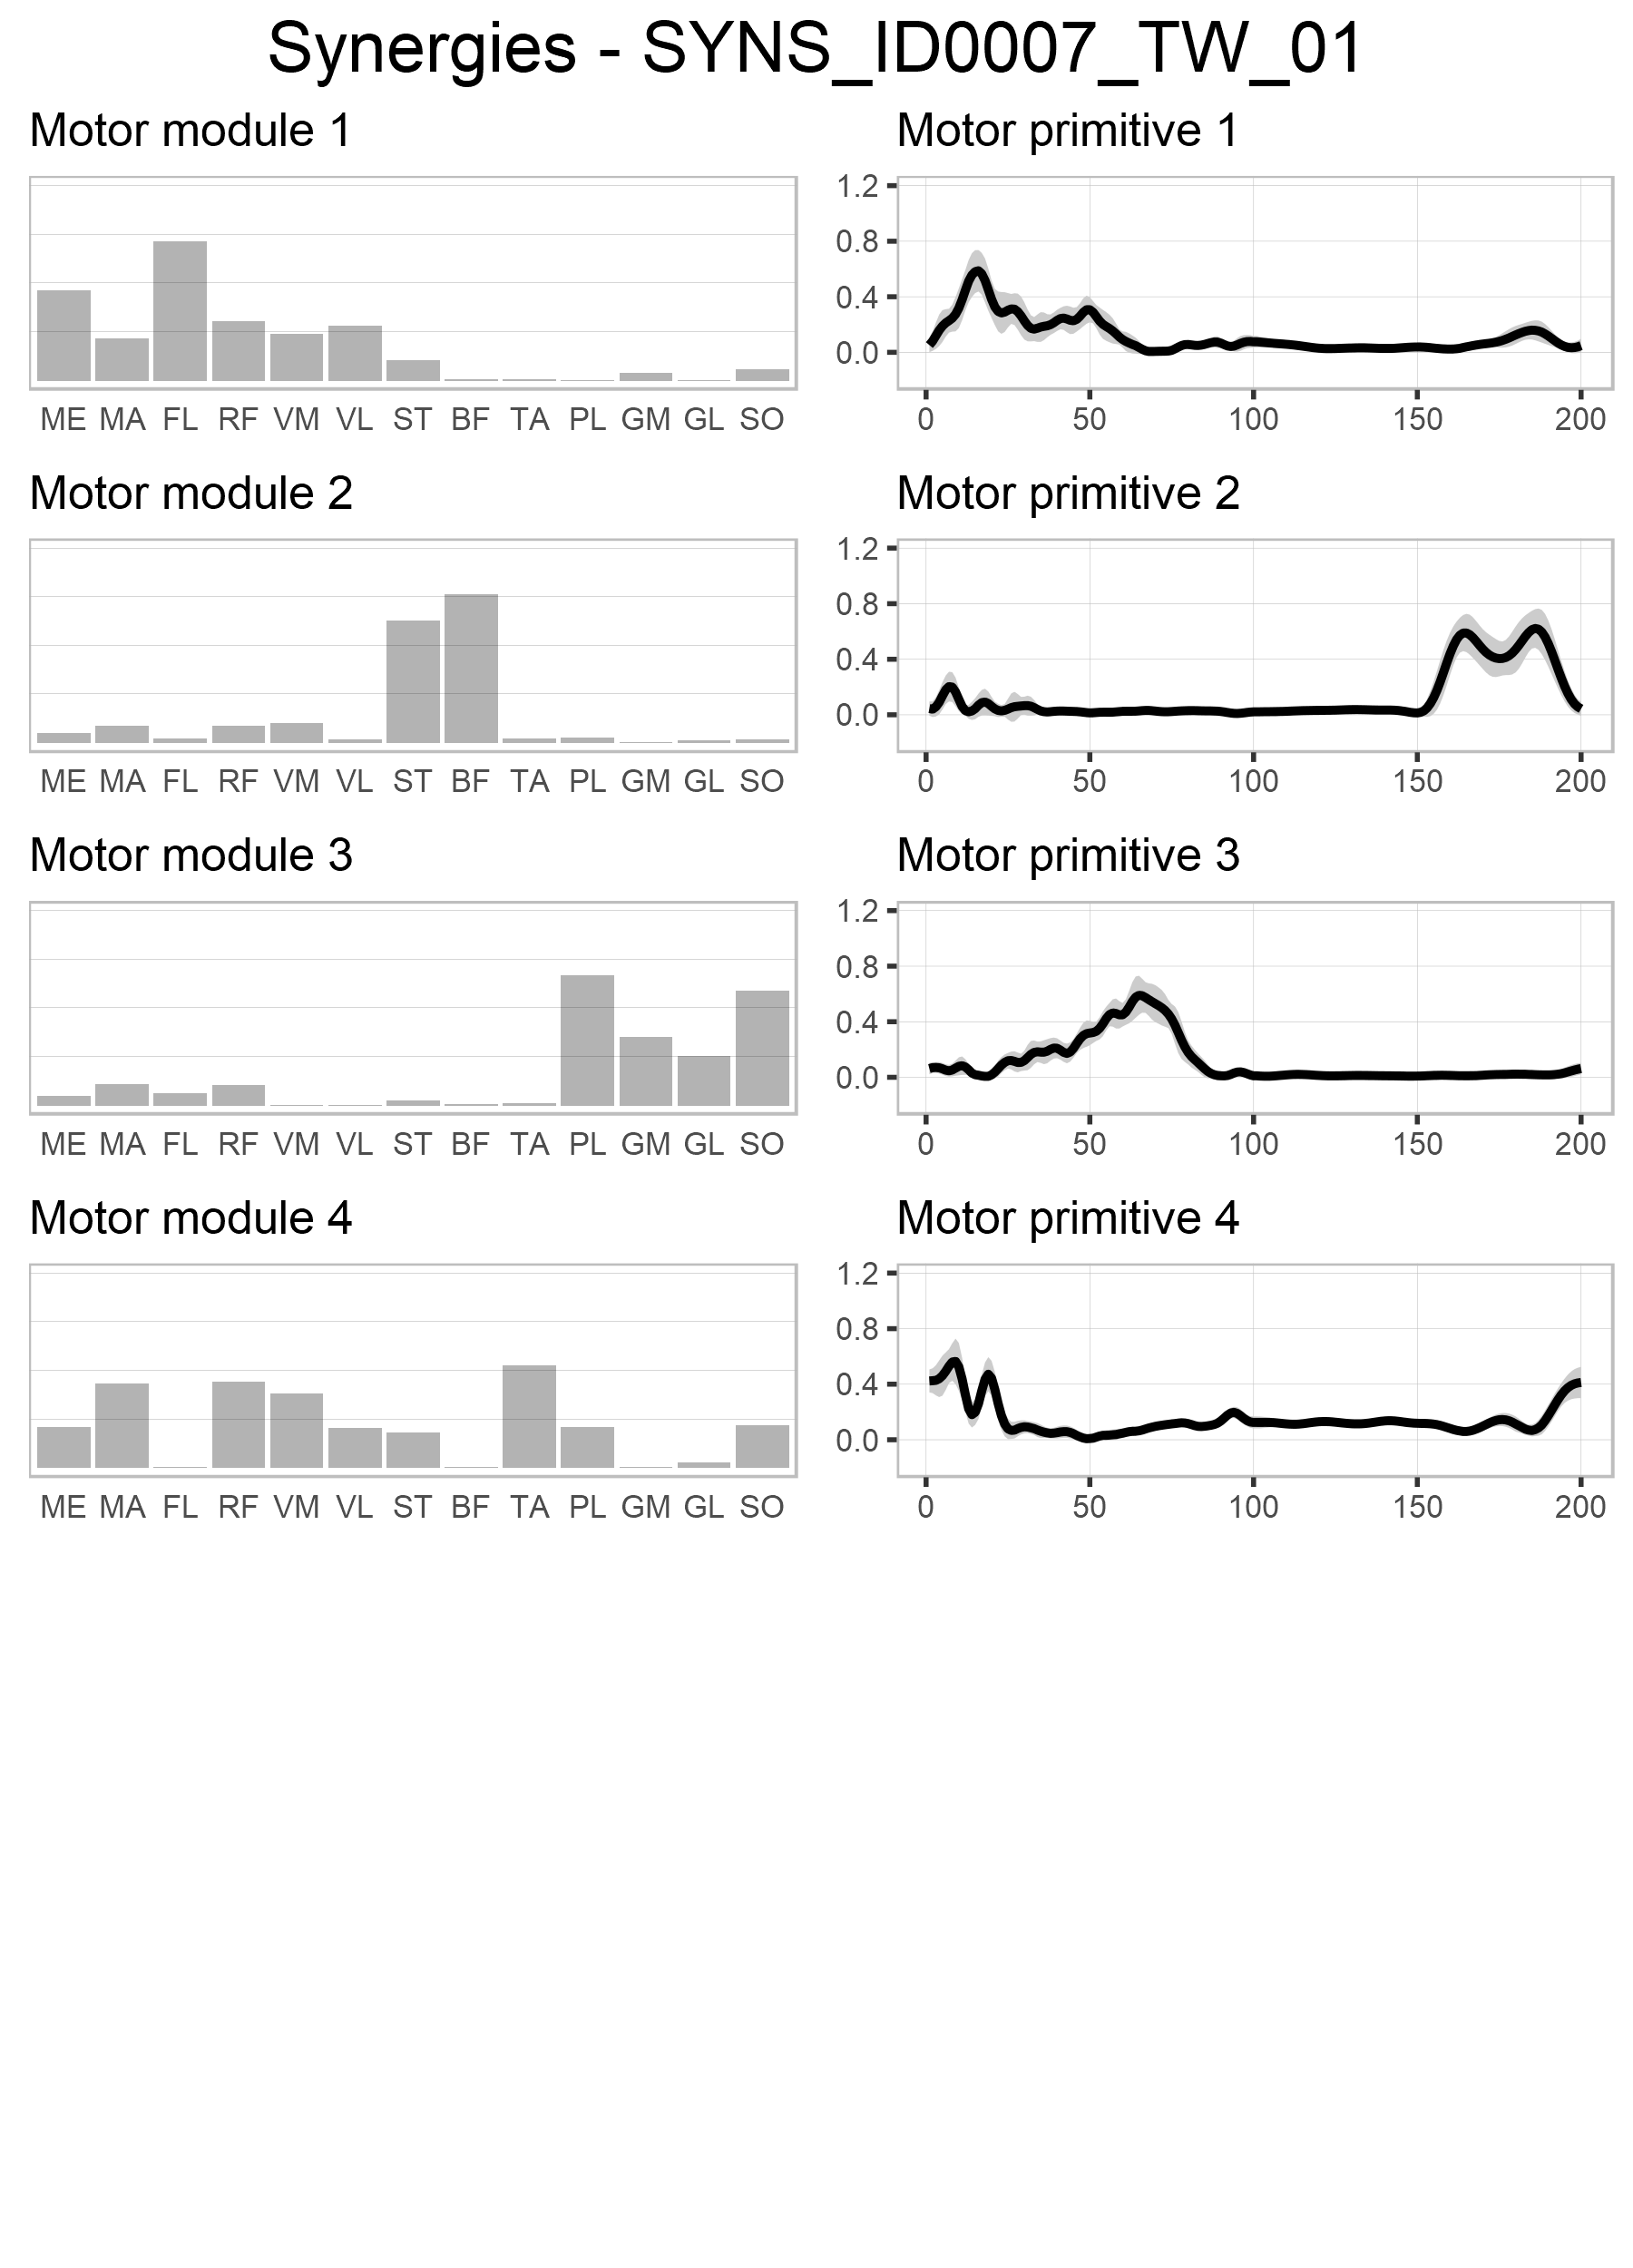 Synergies - SYNS_ID0007_TW_01
Motor module 1
Motor primitive 1
1.2
0.8
0.4
0.0
ME MA FL RF VM VL ST BF TA PL GM GL SO
0 50 100 150 200
Motor module 2
Motor primitive 2
1.2
0.8
0.4
0.0
ME MA FL RF VM VL ST BF TA PL GM GL SO
0 50 100 150 200
Motor module 3
Motor primitive 3
1.2
0.8
0.4
0.0
ME MA FL RF VM VL ST BF TA PL GM GL SO
0 50 100 150 200
Motor module 4
Motor primitive 4
1.2
0.8
0.4
0.0
ME MA FL RF VM VL ST BF TA PL GM GL SO
0 50 100 150 200